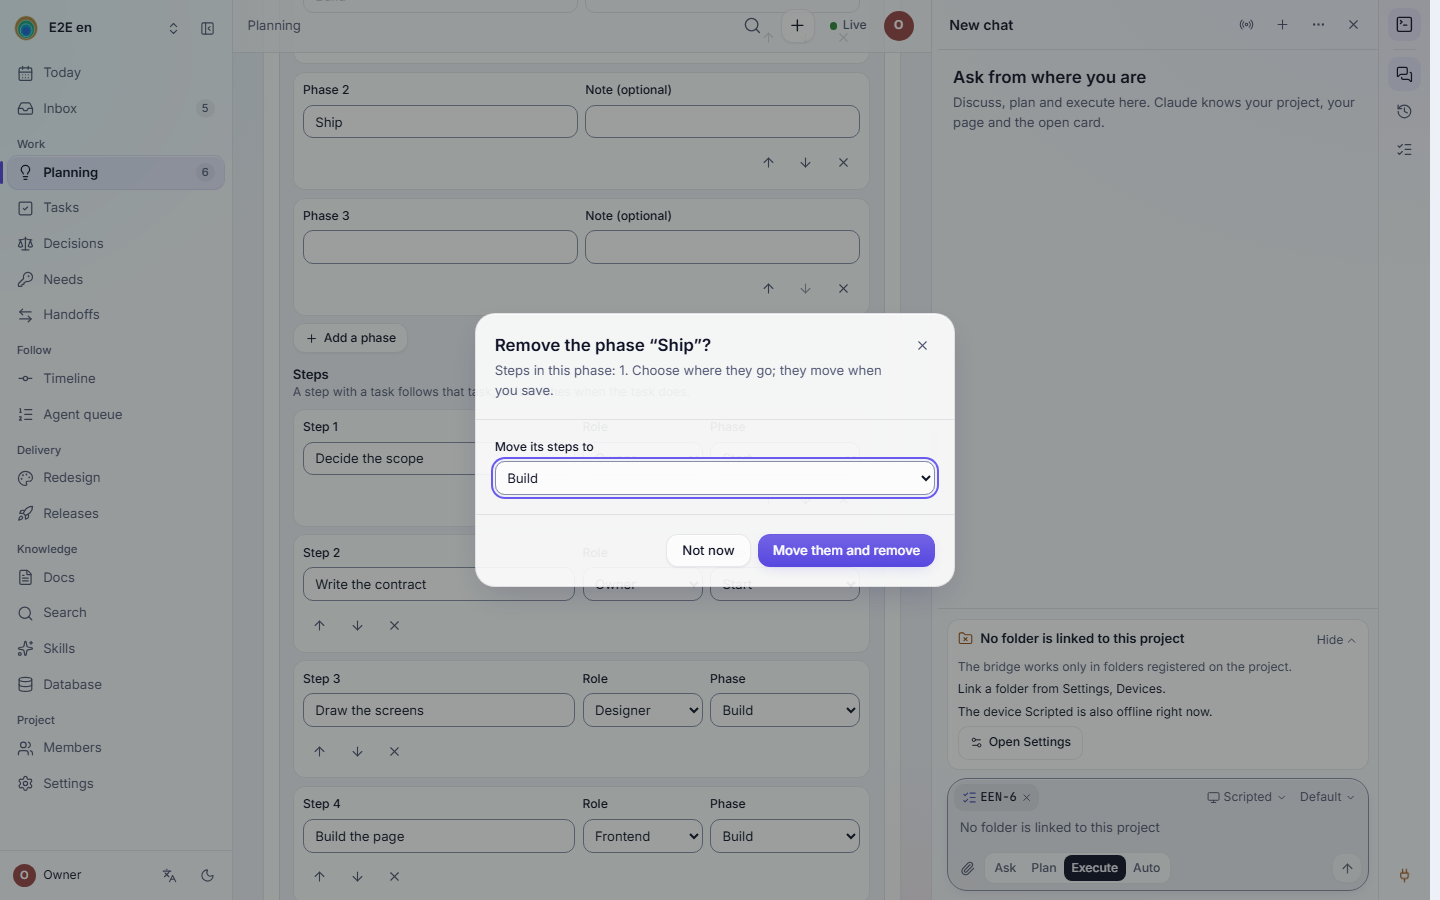 E2E en
Today
Inbox 5
Work
Planning 6
Tasks
Decisions
Needs
Handoffs
Follow
Timeline
Agent queue
Delivery
Redesign
Releases
Knowledge
Docs
Search
Skills
Database
Project
Members
Settings
O Owner
Planning
Live
O
Phase 2
Note (optional)
Ship
Phase 3
Note (optional)
Add a phase
Steps
A step with a task follows that task
Step 1
Role
Phase
Decide the scope
Step 2
Role
Write the contract
Owner
Start
Step 3
Role
Phase
Draw the screens
Designer
Build
Step 4
Role
Phase
Build the page
Frontend
Build
Remove the phase “Ship”?
Steps in this phase: 1. Choose where they go; they move when
you save.
Move its steps to
Build
Not now
Move them and remove
New chat
Ask from where you are
Discuss, plan and execute here. Claude knows your project, your
page and the open card.
No folder is linked to this project
Hide
The bridge works only in folders registered on the project.
Link a folder from Settings, Devices.
The device Scripted is also offline right now.
Open Settings
EEN-6
Scripted
Default
No folder is linked to this project
Ask
Plan
Execute
Auto